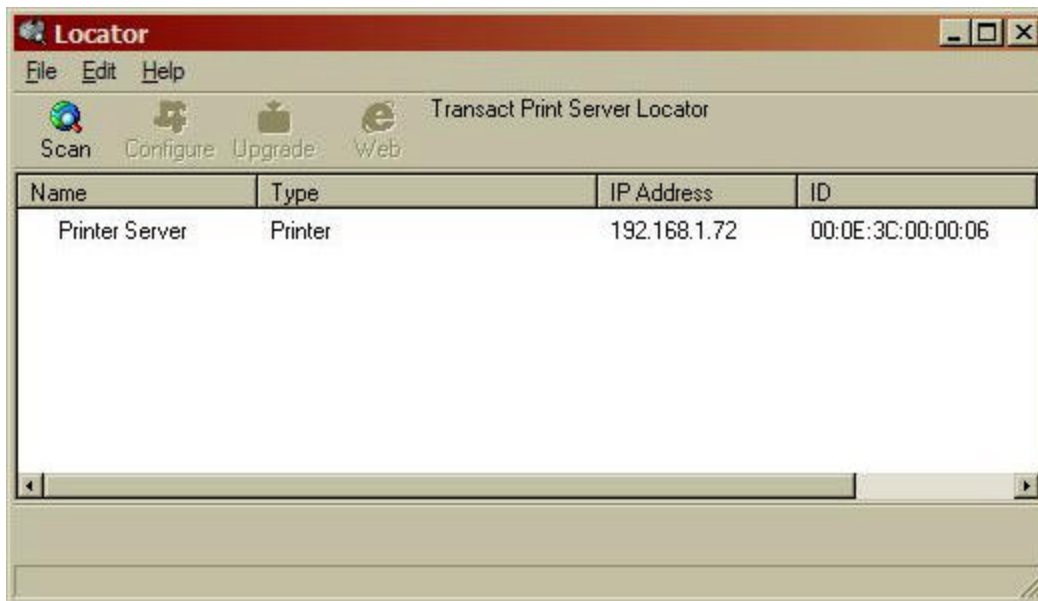 Locator
File Edit Help
Scan Configure Upgrade Web Transact Print Server Locator
Name Type IP Address ID
Printer Server Printer 192.168.1.72 00:0E:3C:00:00:06